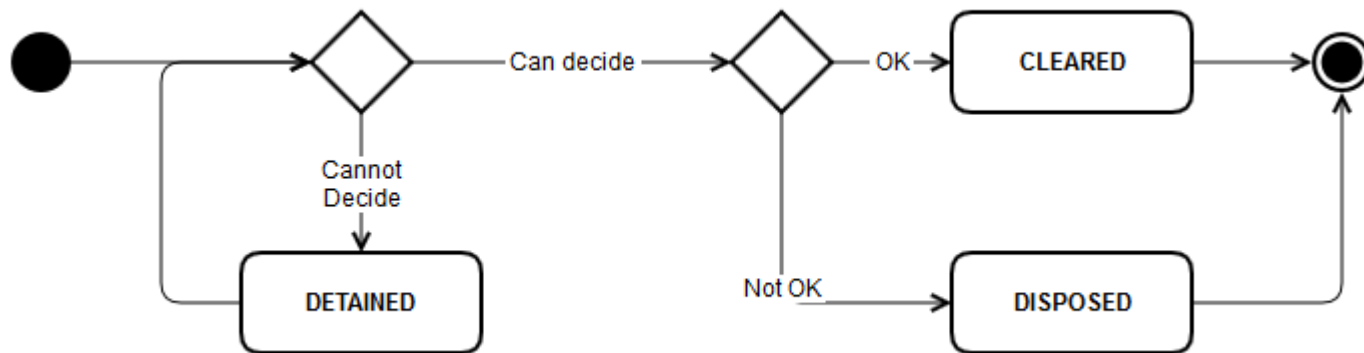 Can decide
OK
CLEARED
Cannot
Decide
Not OK
DETAINED
DISPOSED